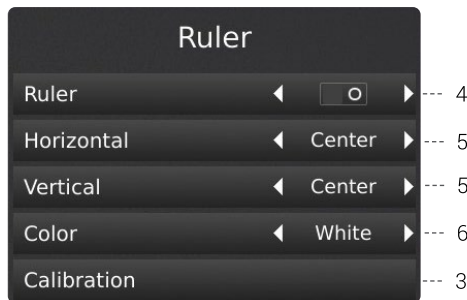 Ruler
Ruler --- 4
Horizontal Center --- 5
Vertical Center --- 5
Color White --- 6
Calibration --- 3